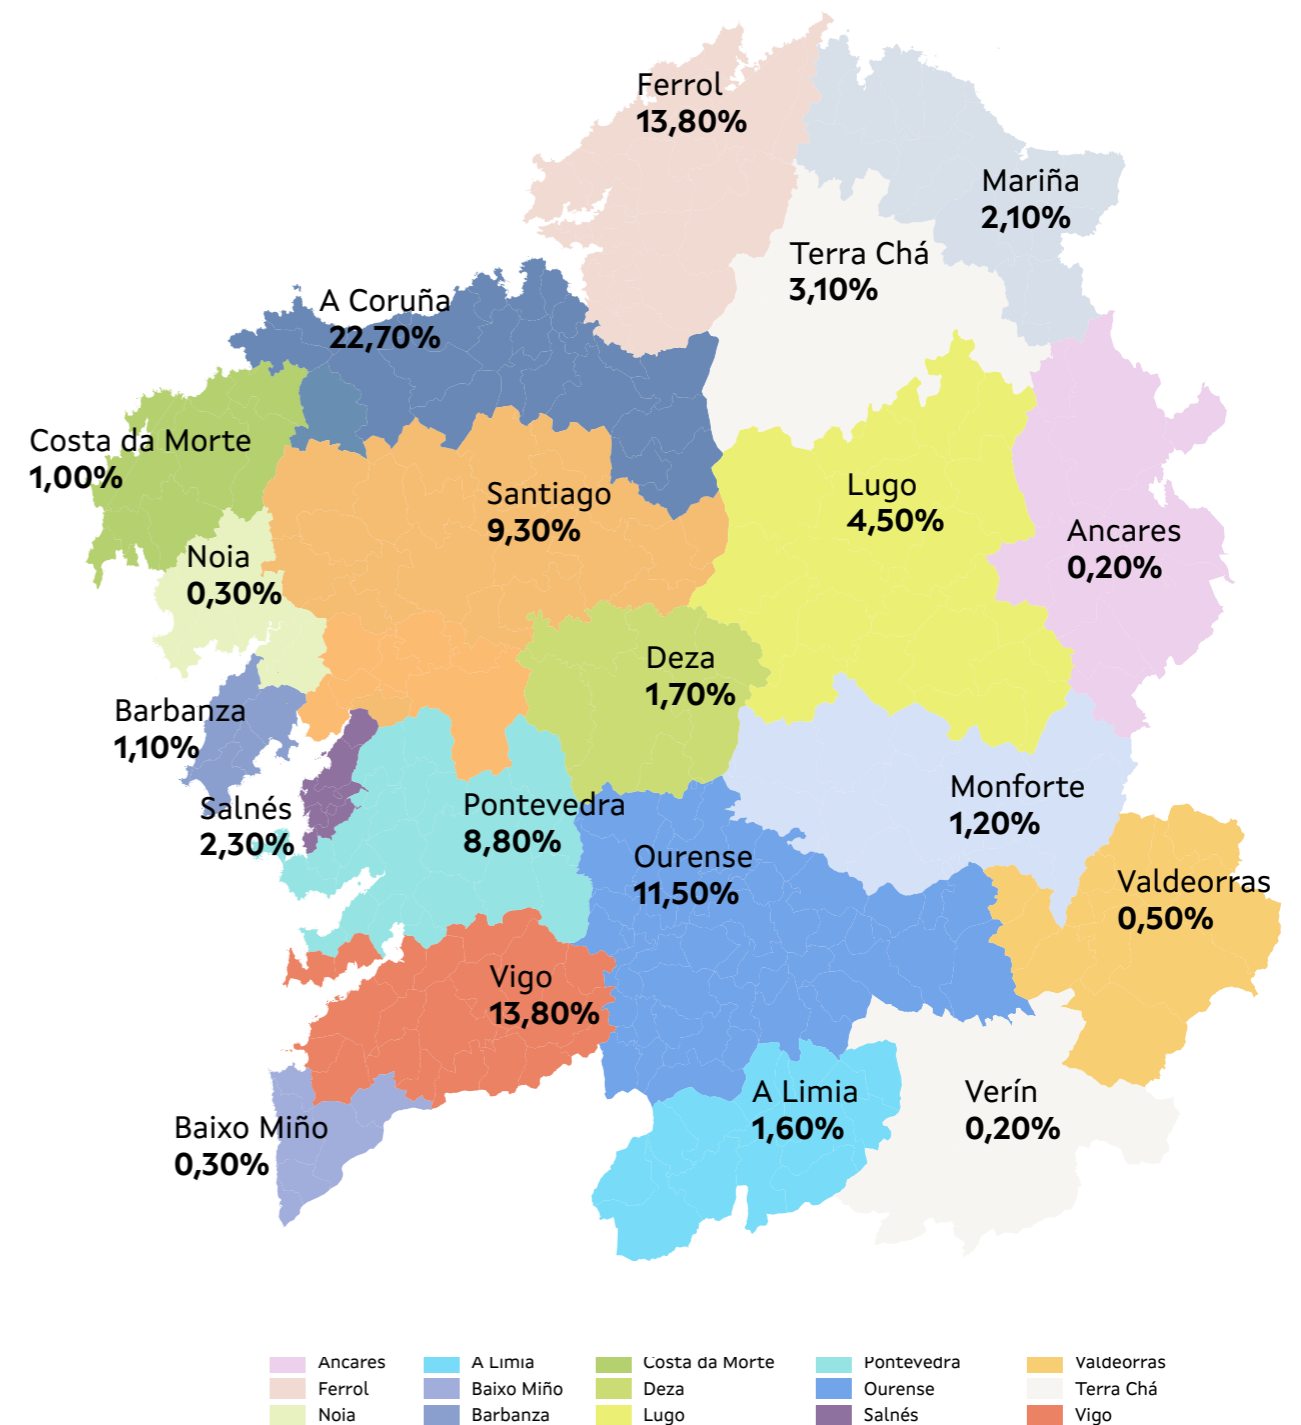 Ferrol
13,80%
Mariña
2,10%
Terra Chá
3,10%
A Coruña
22,70%
Costa da Morte
1,00%
Santiago
9,30%
Lugo
4,50%
Ancares
0,20%
Noia
0,30%
Deza
1,70%
Barbanza
1,10%
Salnés
2,30%
Pontevedra
8,80%
Monforte
1,20%
Ourense
11,50%
Valdeorras
0,50%
Vigo
13,80%
A Limia
1,60%
Verín
0,20%
Baixo Miño
0,30%
Ancares A Limia Costa da Morte Pontevedra Valdeorras
Ferrol Baixo Miño Deza Ourense Terra Chá
Noia Barbanza Lugo Salnés Vigo